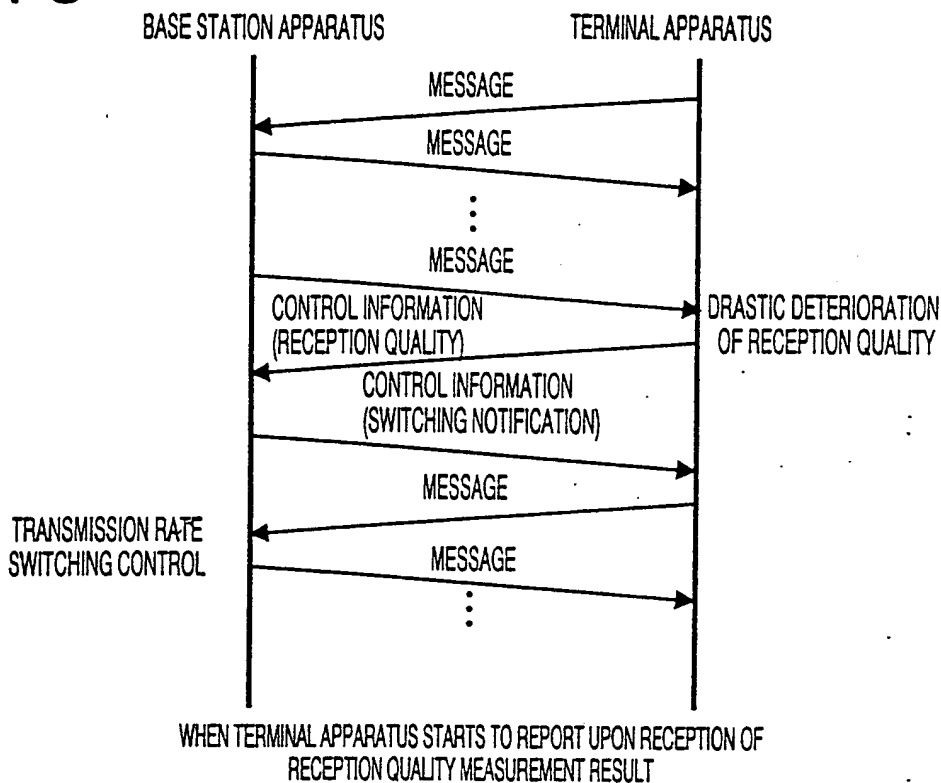 BASE STATION APPARATUS
TERMINAL APPARATUS
MESSAGE
MESSAGE
MESSAGE
CONTROL INFORMATION
(RECEPTION QUALITY)
DRASTIC DETERIORATION
OF RECEPTION QUALITY
CONTROL INFORMATION
(SWITCHING NOTIFICATION)
MESSAGE
TRANSMISSION RATE
SWITCHING CONTROL
MESSAGE
WHEN TERMINAL APPARATUS STARTS TO REPORT UPON RECEPTION OF
RECEPTION QUALITY MEASUREMENT RESULT